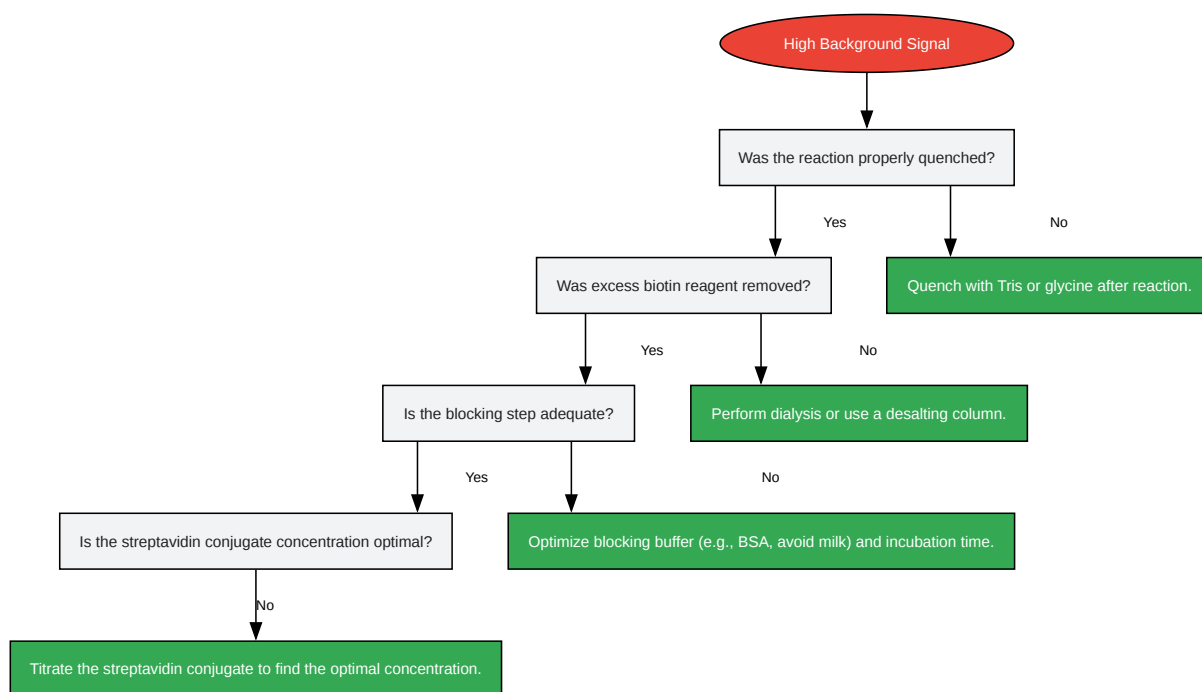 High Background Signal
Was the reaction properly quenched?
Yes
No
Was excess biotin reagent removed?
Quench with Tris or glycine after reaction.
Yes
No
Is the blocking step adequate?
Perform dialysis or use a desalting column.
Yes
No
Is the streptavidin conjugate concentration optimal?
Optimize blocking buffer (e.g., BSA, avoid milk) and incubation time.
No
Titrate the streptavidin conjugate to find the optimal concentration.